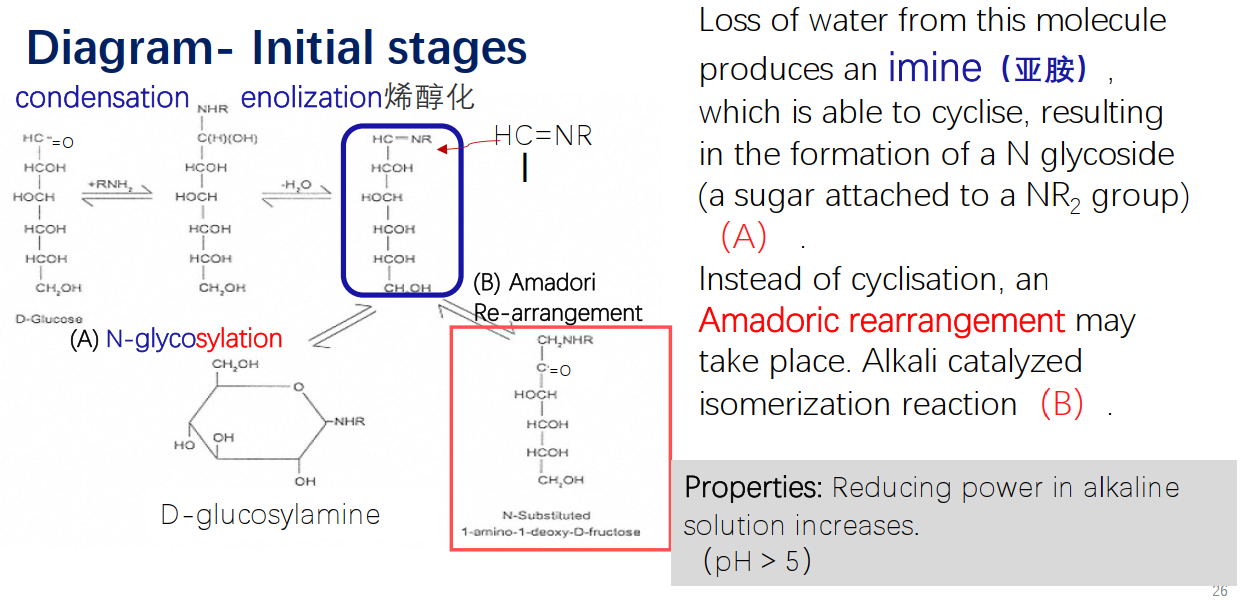 Diagram- Initial stages
condensation
enolization烯醇化
NHR
HC=O
HCOH
HOCH
HCOH
HCOH
CH₂OH
D-Glucose
+RNH₂
C(H)(OH)
HCOH
HOCH
HCOH
HCOH
CH₂OH
-H₂O
HC=NR
HCOH
HOCH
HCOH
HCOH
CH₂OH
HC=NR
(A) N-glycosylation
(B) Amadori
Re-arrangement
CH₂OH
O
NHR
HO
OH
OH
D-glucosylamine
CH₂NHR
C=O
HOCH
HCOH
HCOH
CH₂OH
N-Substituted
1-amino-1-deoxy-D-fructose
Loss of water from this molecule
produces an imine（亚胺）,
which is able to cyclise, resulting
in the formation of a N glycoside
(a sugar attached to a NR₂ group)
（A） .
Instead of cyclisation, an
Amadoric rearrangement may
take place. Alkali catalyzed
isomerization reaction （B） .
Properties: Reducing power in alkaline
solution increases.
（pH > 5）
26